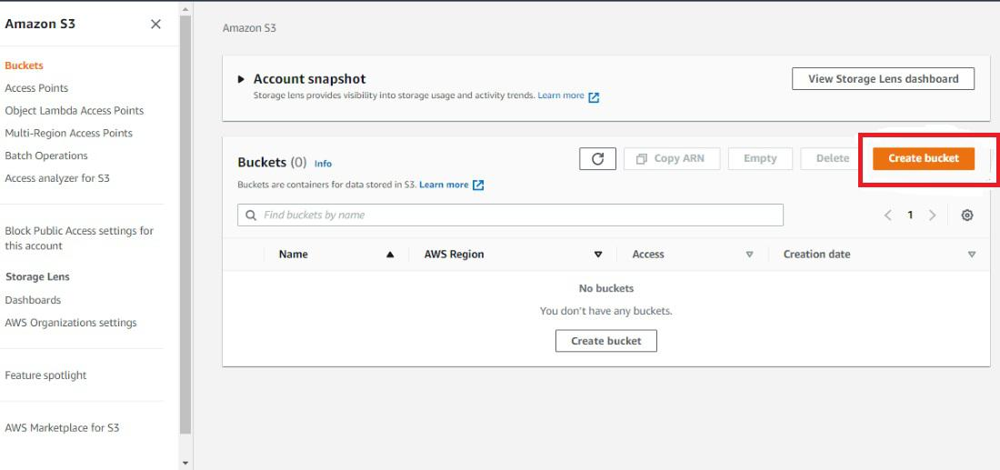 Amazon S3
Buckets
Access Points
Object Lambda Access Points
Multi-Region Access Points
Batch Operations
Access analyzer for S3
Block Public Access settings for
this account
Storage Lens
Dashboards
AWS Organizations settings
Feature spotlight
AWS Marketplace for S3
Amazon S3
Account snapshot
View Storage Lens dashboard
Storage lens provides visibility into storage usage and activity trends. Learn more
Buckets (0) Info
Copy ARN Empty Delete Create bucket
Buckets are containers for data stored in S3. Learn more
Find buckets by name
1
Name AWS Region Access Creation date
No buckets
You don't have any buckets.
Create bucket